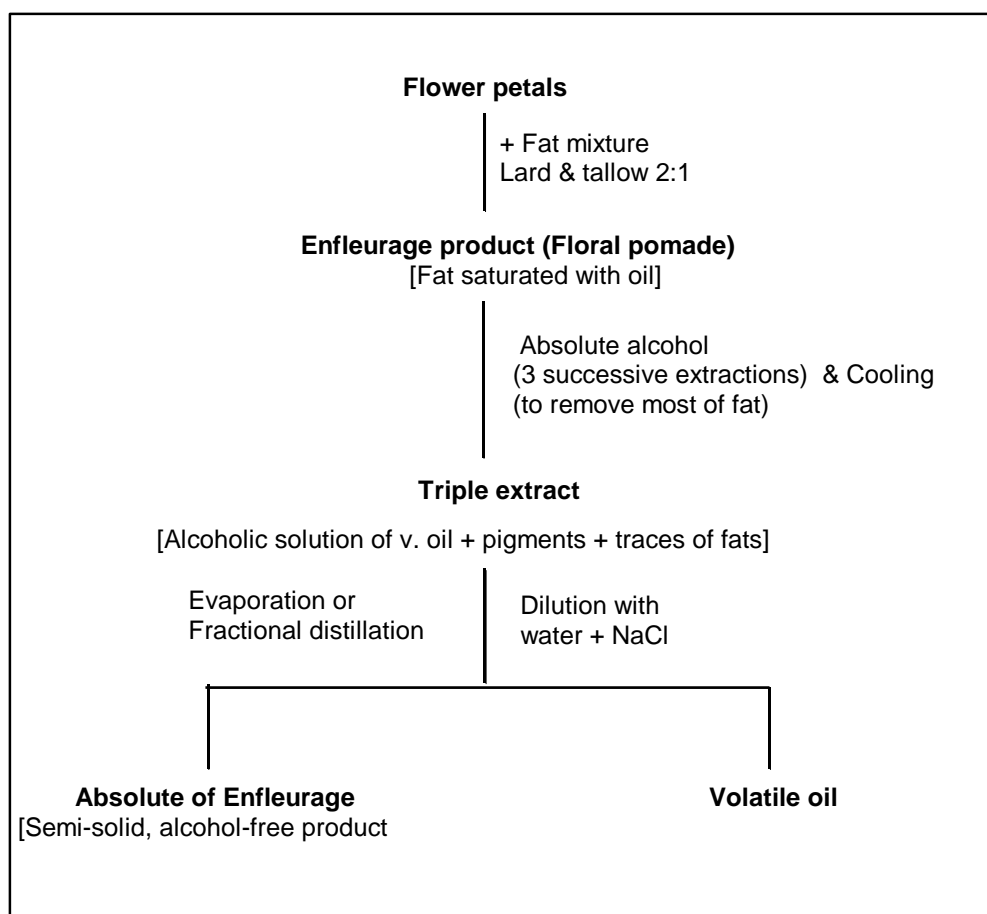 Flower petals
+ Fat mixture
Lard & tallow 2:1
Enfleurage product (Floral pomade)
[Fat saturated with oil]
Absolute alcohol
(3 successive extractions) & Cooling
(to remove most of fat)
Triple extract
[Alcoholic solution of v. oil + pigments + traces of fats]
Evaporation or
Fractional distillation
Dilution with
water + NaCl
Absolute of Enfleurage
[Semi-solid, alcohol-free product
Volatile oil